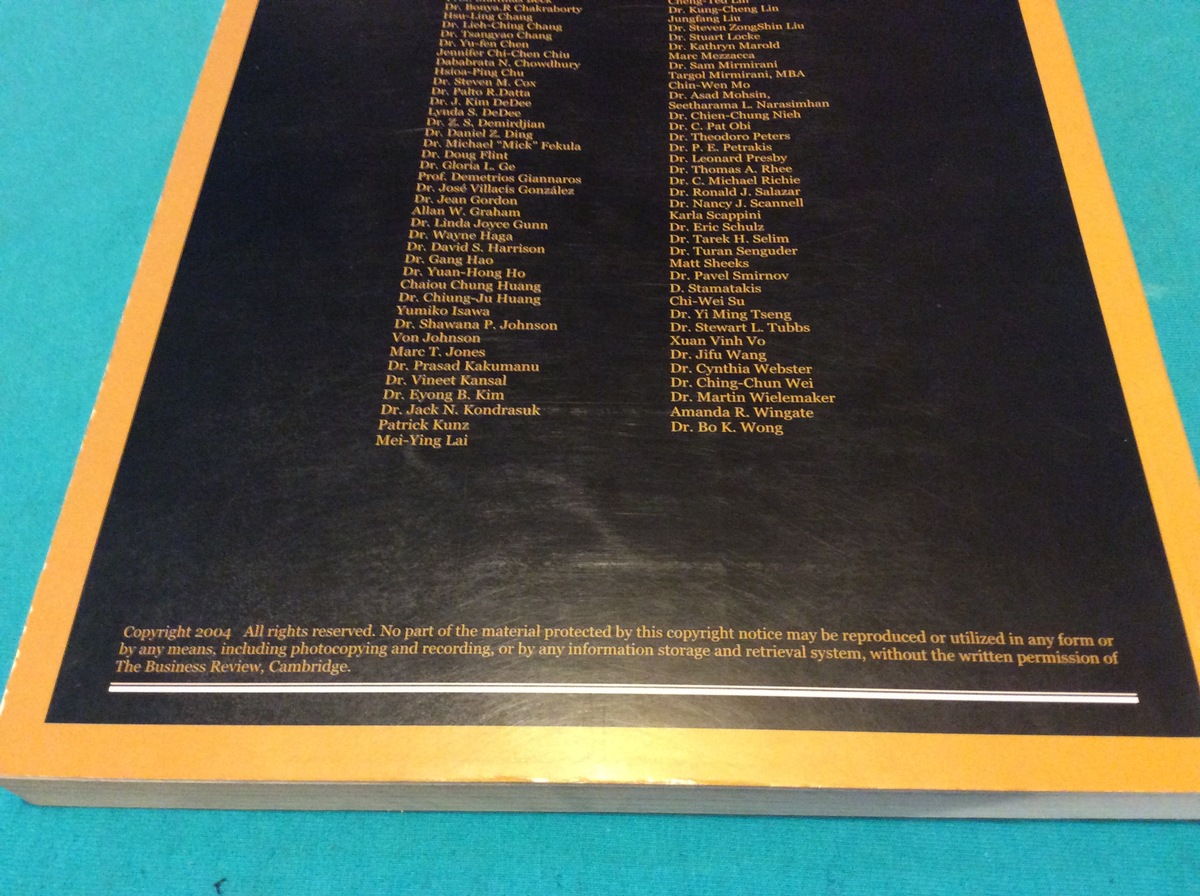 Prof. Matthias Beck
Dr. Bonya.R Chakraborty
Hsu-Ling Chang
Dr. Lieh-Ching Chang
Dr. Tsangyao Chang
Dr. Yu-fen Chen
Jennifer Chi-Chen Chiu
Dababrata N. Chowdhury
Hsioa-Ping Chu
Dr. Steven M. Cox
Dr. Palto R.Datta
Dr. J. Kim DeDee
Lynda S. DeDee
Dr. Z. S. Demirdjian
Dr. Daniel Z. Ding
Dr. Michael "Mick" Fekula
Dr. Doug Flint
Dr. Gloria L. Ge
Prof. Demetrios Giannaros
Dr. José Villacís González
Dr. Jean Gordon
Allan W. Graham
Dr. Linda Joyce Gunn
Dr. Wayne Haga
Dr. David S. Harrison
Dr. Gang Hao
Dr. Yuan-Hong Ho
Chaiou Chung Huang
Dr. Chiung-Ju Huang
Yumiko Isawa
Dr. Shawana P. Johnson
Von Johnson
Marc T. Jones
Dr. Prasad Kakumanu
Dr. Vineet Kansal
Dr. Eyong B. Kim
Dr. Jack N. Kondrasuk
Patrick Kunz
Mei-Ying Lai
Dr. Kung-Cheng Lin
Jungfang Liu
Dr. Steven ZongShin Liu
Dr. Stuart Locke
Dr. Kathryn Marold
Marc Mezzacca
Dr. Sam Mirmirani
Targol Mirmirani, MBA
Chin-Wen Mo
Dr. Asad Mohsin,
Seetharama L. Narasimhan
Dr. Chien-Chung Nieh
Dr. C. Pat Obi
Dr. Theodoro Peters
Dr. P. E. Petrakis
Dr. Leonard Presby
Dr. Thomas A. Rhee
Dr. C. Michael Richie
Dr. Ronald J. Salazar
Dr. Nancy J. Scannell
Karla Scappini
Dr. Eric Schulz
Dr. Tarek H. Selim
Dr. Turan Senguder
Matt Sheeks
Dr. Pavel Smirnov
D. Stamatakis
Chi-Wei Su
Dr. Yi Ming Tseng
Dr. Stewart L. Tubbs
Xuan Vinh Vo
Dr. Jifu Wang
Dr. Cynthia Webster
Dr. Ching-Chun Wei
Dr. Martin Wielemaker
Amanda R. Wingate
Dr. Bo K. Wong
Copyright 2004 All rights reserved. No part of the material protected by this copyright notice may be reproduced or utilized in any form or
by any means, including photocopying and recording, or by any information storage and retrieval system, without the written permission of
The Business Review, Cambridge.